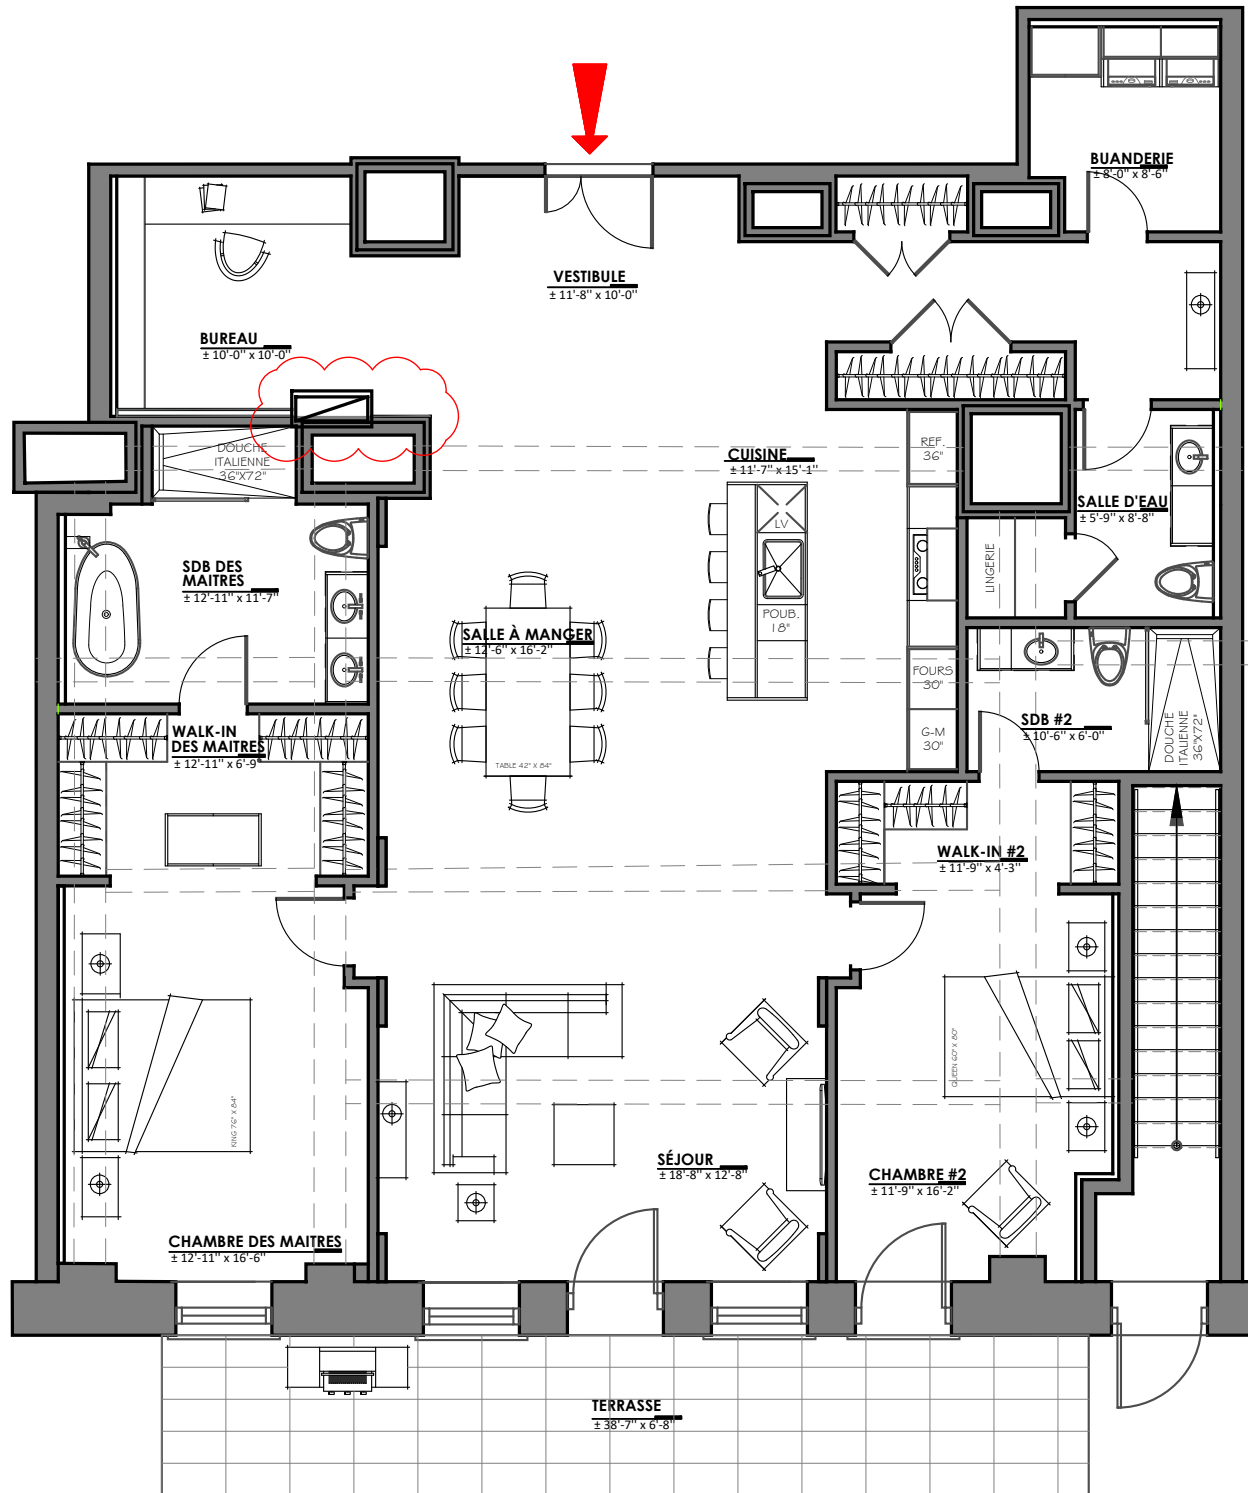 BUANDERIE
± 8'-0" x 8'-6"
VESTIBULE
± 11'-8" x 10'-0"
BUREAU
± 10'-0" x 10'-0"
DOUCHE
ITALIENNE
36"X72"
CUISINE
± 11'-7" x 15'-1"
REF.
36"
LV
POUB.
18"
FOURS
30"
G-M
30"
SALLE D'EAU
± 5'-9" x 8'-8"
LINGERIE
SDB DES
MAITRES
± 12'-11" x 11'-7"
SALLE À MANGER
± 12'-6" x 16'-2"
TABLE 42" X 84"
SDB #2
± 10'-6" x 6'-0"
DOUCHE
ITALIENNE
36"X72"
WALK-IN
DES MAITRES
± 12'-11" x 6'-9"
WALK-IN #2
± 11'-9" x 4'-3"
KING 76" X 84"
QUEEN 60" X 80"
SÉJOUR
± 18'-8" x 12'-8"
CHAMBRE #2
± 11'-9" x 16'-2"
CHAMBRE DES MAITRES
± 12'-11" x 16'-6"
TERRASSE
± 38'-7" x 6'-8"